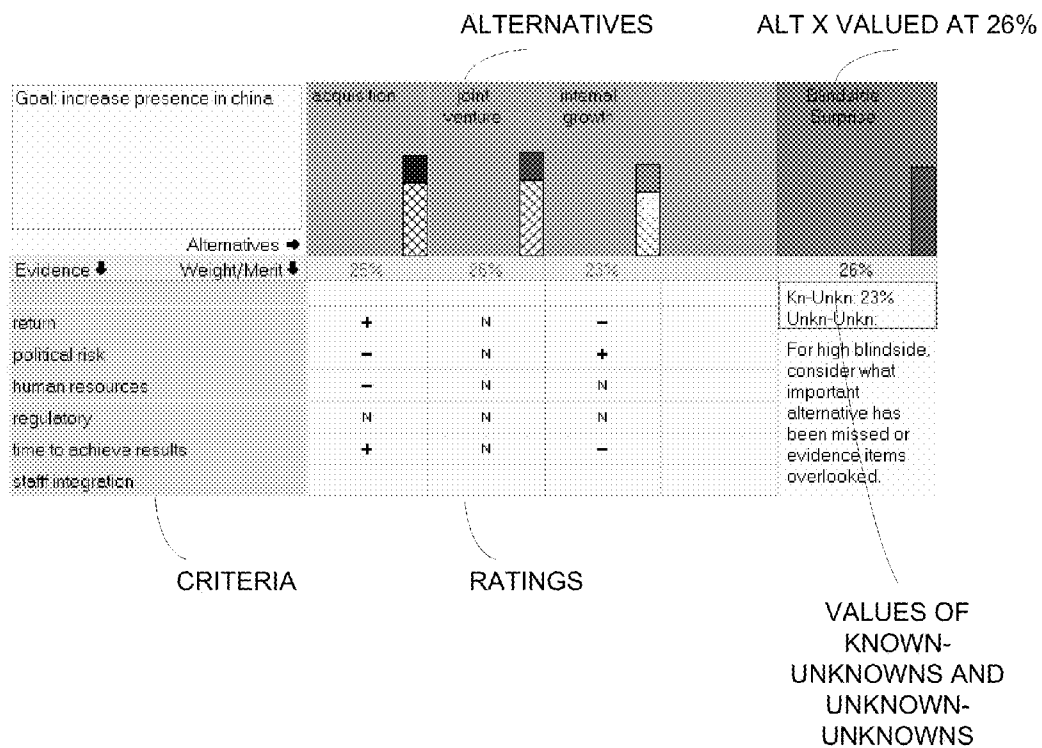 ALTERNATIVES
ALT X VALUED AT 26%
Goal: increase presence in china
acquisition
joint
venture
internal
growth
Blindside
Surprise
Alternatives ➡
Evidence ⬇ Weight/Merit ⬇ 25% 26% 23% 26%
Kn-Unkn: 23%
Unkn-Unkn:
return + N −
political risk − N +
human resources − N N
regulatory N N N
time to achieve results + N −
staff integration
For high blindside,
consider what
important
alternative has
been missed or
evidence items
overlooked.
CRITERIA
RATINGS
VALUES OF
KNOWN-
UNKNOWNS AND
UNKNOWN-
UNKNOWNS